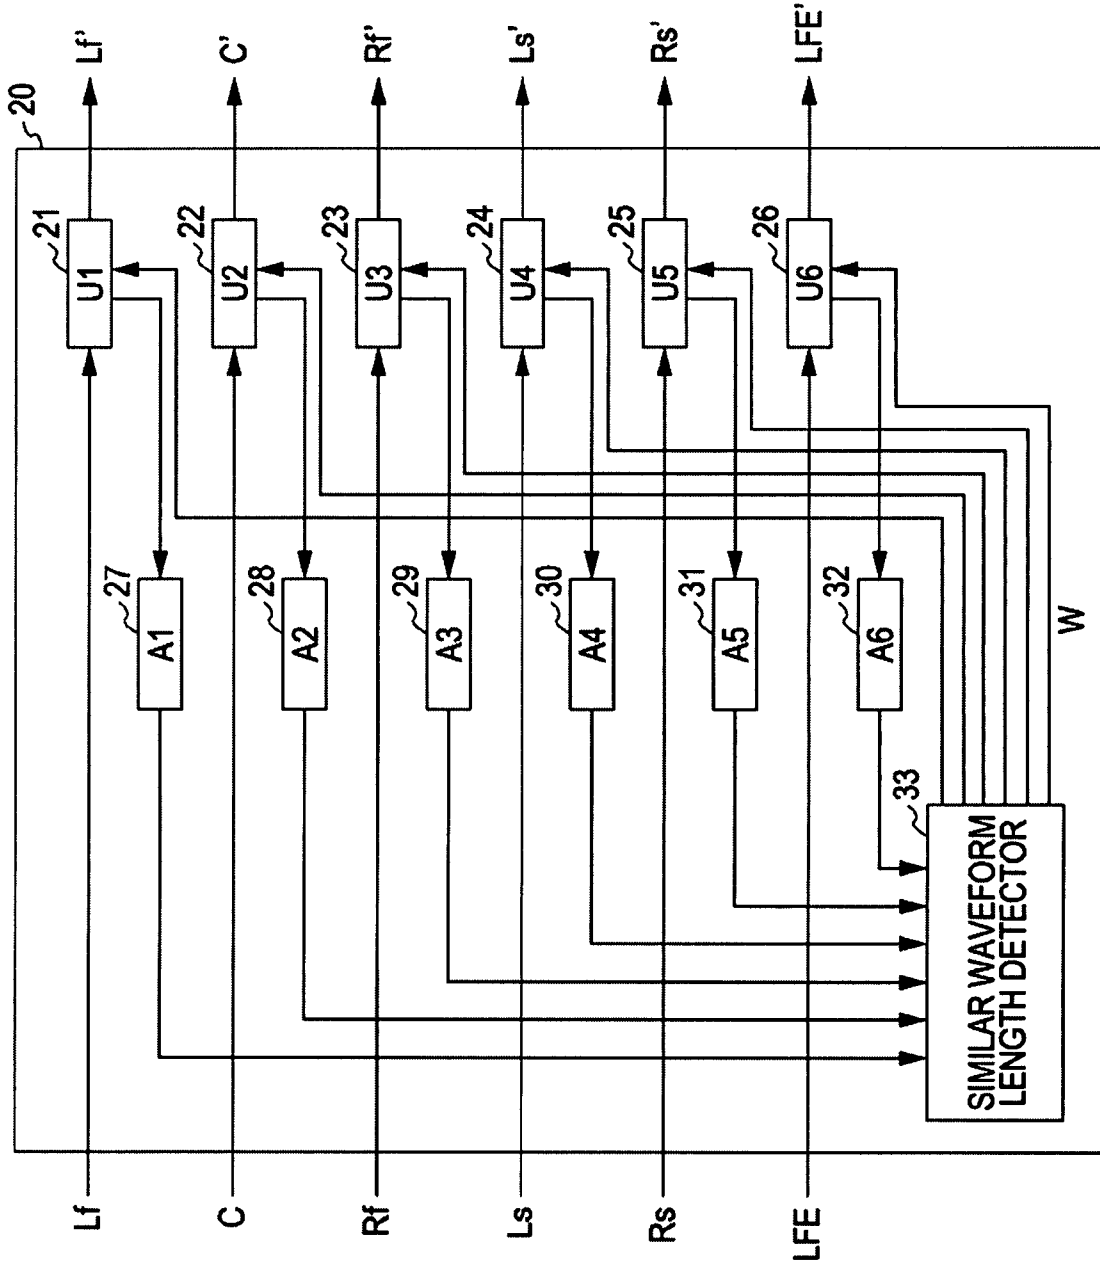 20
Lf
21
U1
Lf'
27
A1
C
22
U2
C'
28
A2
Rf
23
U3
Rf'
29
A3
Ls
24
U4
Ls'
30
A4
Rs
25
U5
Rs'
31
A5
LFE
26
U6
LFE'
32
A6
33
SIMILAR WAVEFORM
LENGTH DETECTOR
W